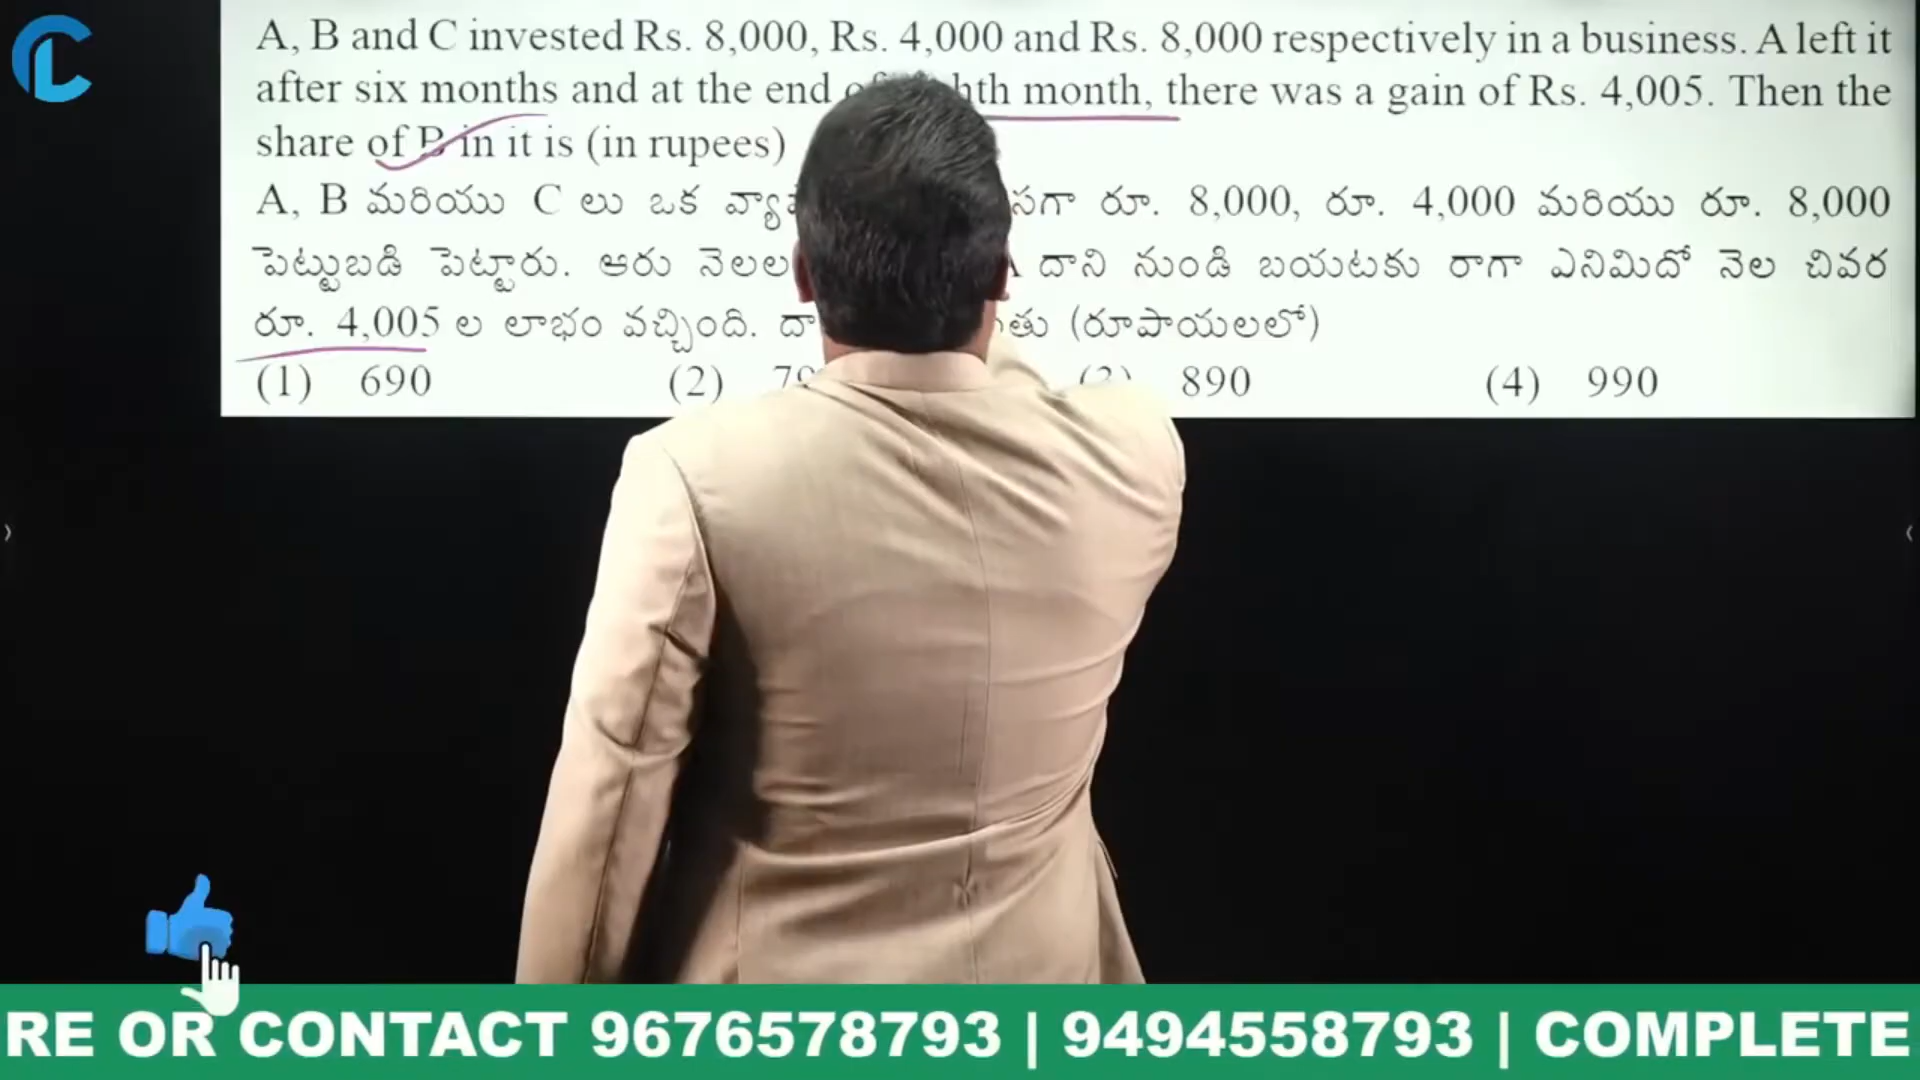 A, B and C invested Rs. 8,000, Rs. 4,000 and Rs. 8,000 respectively in a business. A left it
after six months and at the end month, there was a gain of Rs. 4,005. Then the
share of B in it is (in rupees)
A, B మరియు C లు ఒక రూ. 8,000, రూ. 4,000 మరియు రూ. 8,000
పెట్టుబడి పెట్టారు. ఆరు నెలల దాని నుండి బయటకు రాగా ఎనిమిదో నెల చివర
రూ. 4,005 ల లాభం వచ్చింది. (రూపాయలలో)
(1) 690 (2) (3) 890 (4) 990
RE OR CONTACT 9676578793 | 9494558793 | COMPLETE